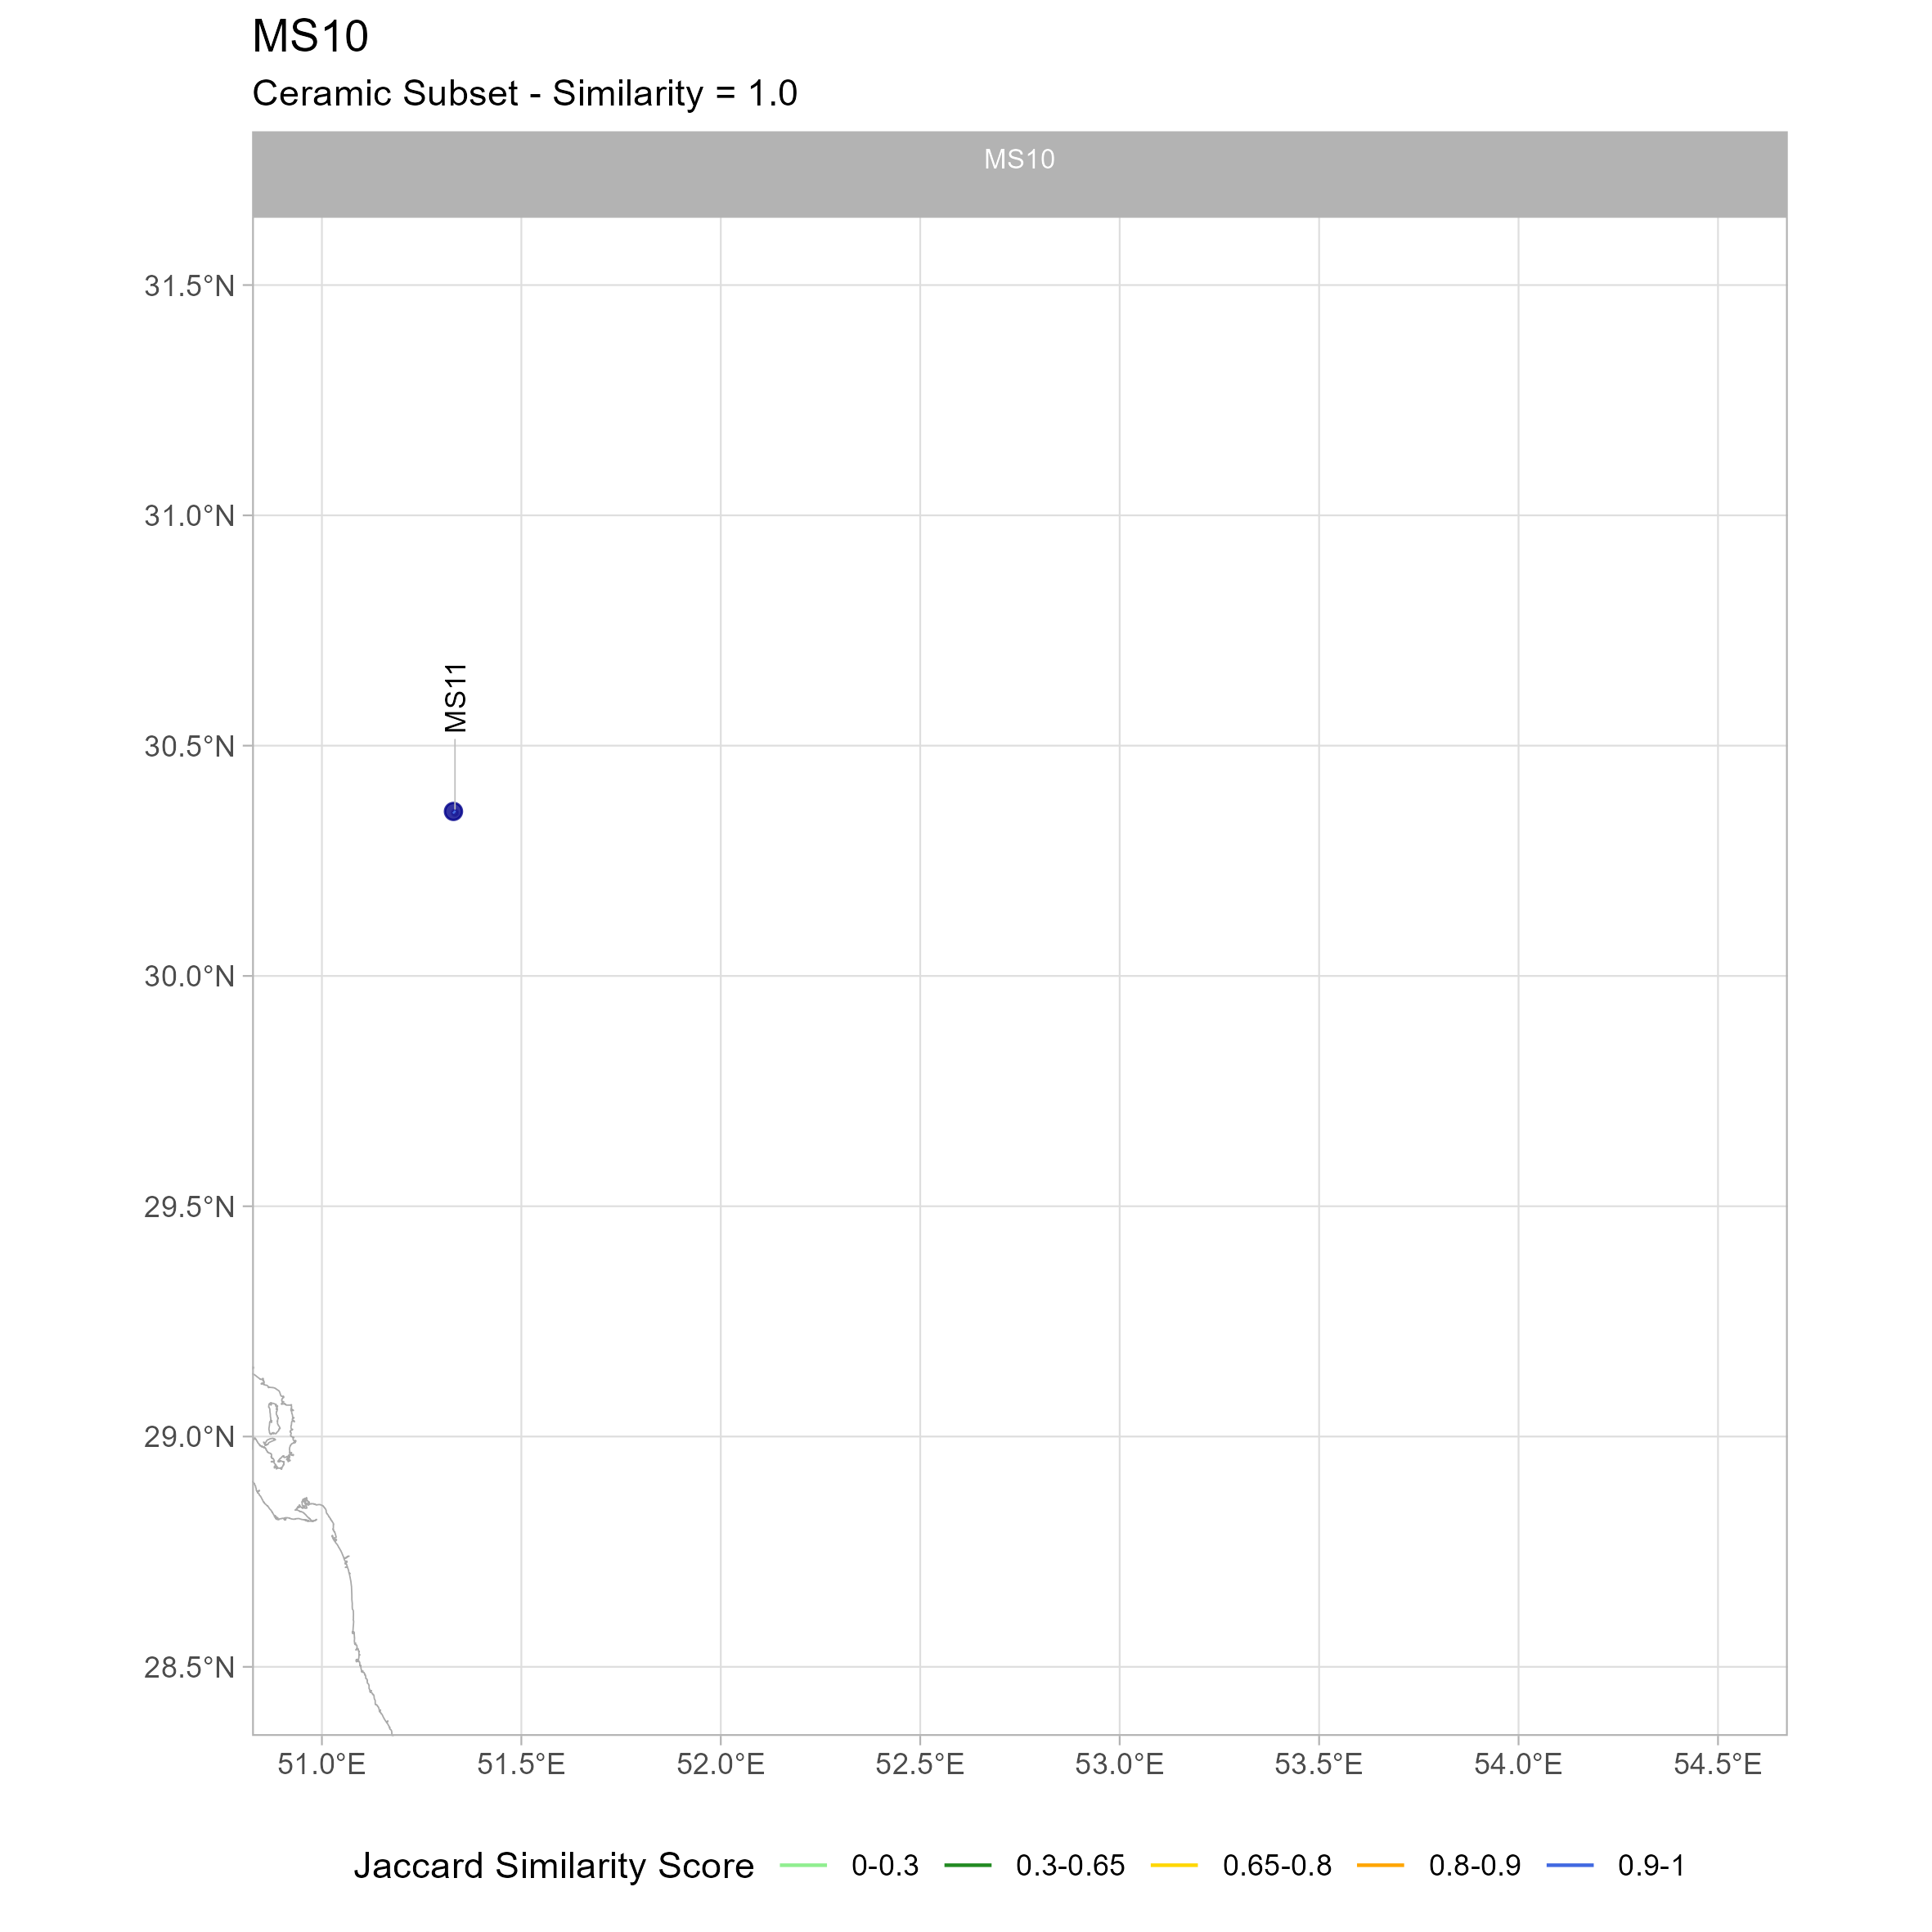 MS10
Ceramic Subset - Similarity = 1.0
MS10
31.5°N
31.0°N
MS11
30.5°N
30.0°N
29.5°N
29.0°N
28.5°N
51.0°E 51.5°E 52.0°E 52.5°E 53.0°E 53.5°E 54.0°E 54.5°E
Jaccard Similarity Score 0-0.3 0.3-0.65 0.65-0.8 0.8-0.9 0.9-1